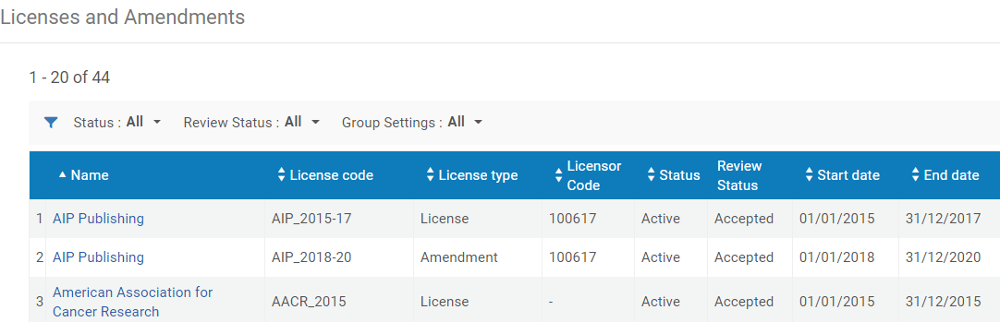 Licenses and Amendments
1 - 20 of 44
Status : All Review Status : All Group Settings : All
Name License code License type Licensor Code Status Review Status Start date End date
1 AIP Publishing AIP_2015-17 License 100617 Active Accepted 01/01/2015 31/12/2017
2 AIP Publishing AIP_2018-20 Amendment 100617 Active Accepted 01/01/2018 31/12/2020
3 American Association for Cancer Research AACR_2015 License - Active Accepted 01/01/2015 31/12/2015